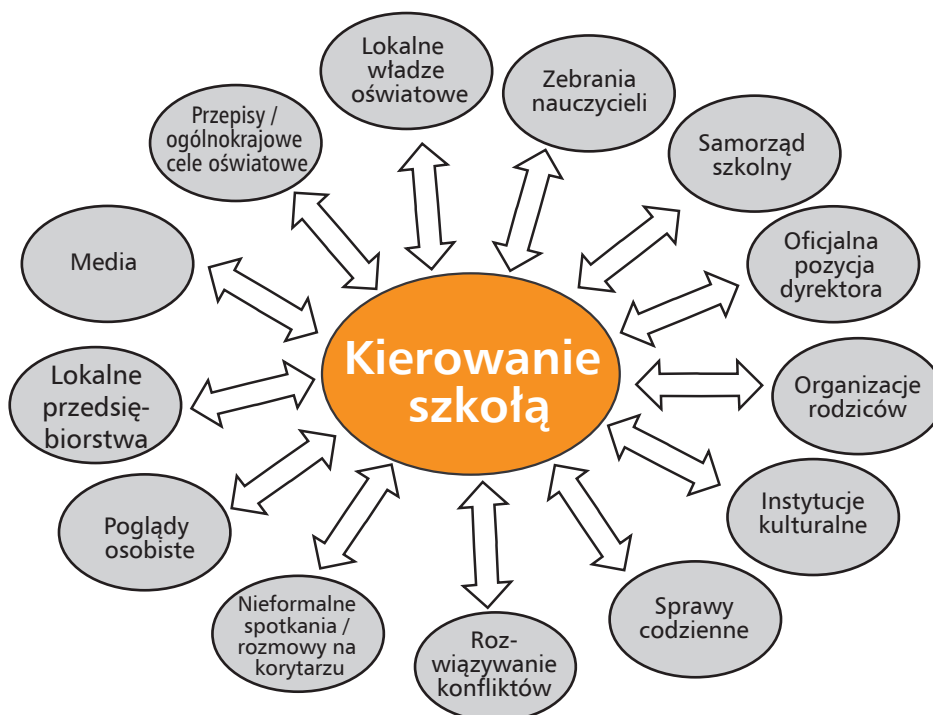 Lokalne
władze
oświatowe
Zebrania
nauczycieli
Samorząd
szkolny
Oficjalna
pozycja
dyrektora
Organizacje
rodziców
Instytucje
kulturalne
Sprawy
codzienne
Roz-
wiązywanie
konfliktów
Nieformalne
spotkania /
rozmowy na
korytarzu
Poglądy
osobiste
Lokalne
przedsię-
biorstwa
Media
Przepisy /
ogólnokrajowe
cele oświatowe
Kierowanie
szkołą